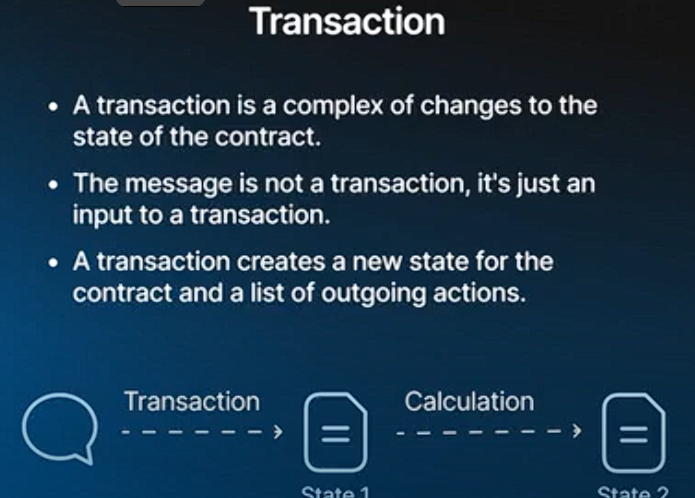 Transaction
• A transaction is a complex of changes to the
state of the contract.
• The message is not a transaction, it's just an
input to a transaction.
• A transaction creates a new state for the
contract and a list of outgoing actions.
Transaction
Calculation
State 1
State 2